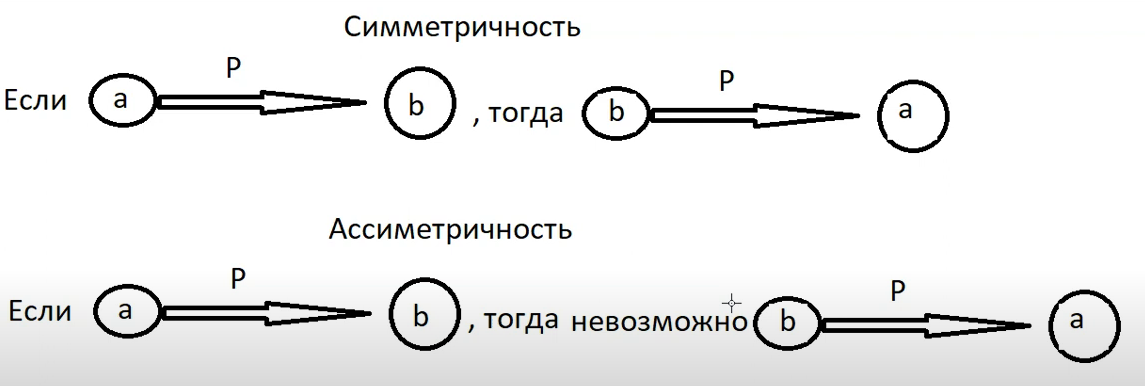 Симметричность
P P
Если a b , тогда b a
Ассиметричность
P P
Если a b , тогда невозможно b a